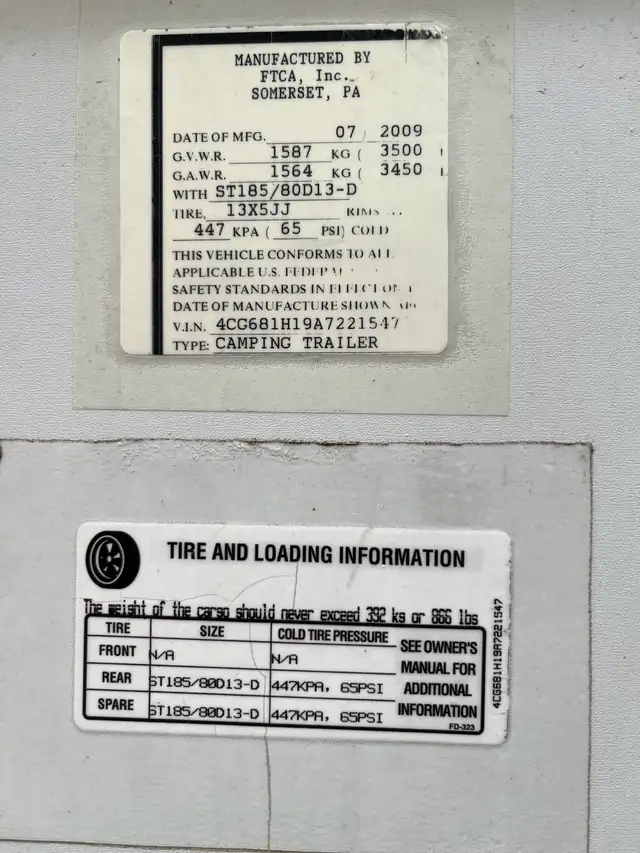 MANUFACTURED BY
FTCA, Inc.
SOMERSET, PA
DATE OF MFG. 07 / 2009
G.V.W.R. 1587 KG ( 3500
G.A.W.R. 1564 KG ( 3450
WITH ST185/80D13-D
TIRE, 13X5JJ RIMS
447 KPA ( 65 PSI) COLD
THIS VEHICLE CONFORMS TO ALL
APPLICABLE U.S. FEDERAL
SAFETY STANDARDS IN EFFECT ON
DATE OF MANUFACTURE SHOWN
V.I.N. 4CG681H19A7221547
TYPE: CAMPING TRAILER
TIRE AND LOADING INFORMATION
The weight of the cargo should never exceed 392 kg or 866 lbs
TIRE SIZE COLD TIRE PRESSURE
FRONT N/A N/A
REAR ST185/80D13-D 447KPA, 65PSI
SPARE ST185/80D13-D 447KPA, 65PSI
SEE OWNER'S
MANUAL FOR
ADDITIONAL
INFORMATION
FD-323
4CG681H19A7221547